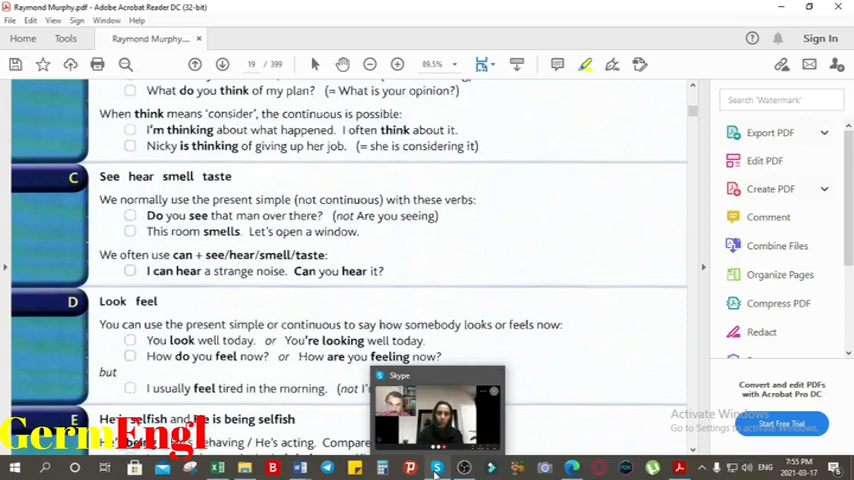 Raymond Murphy.pdf - Adobe Acrobat Reader DC (32-bit)
File Edit View Sign Window Help
Home Tools Raymond Murphy.... × Sign In
19 / 399 89.5%
What do you think of my plan? (= What is your opinion?)
When think means ‘consider’, the continuous is possible:
I'm thinking about what happened. I often think about it.
Nicky is thinking of giving up her job. (= she is considering it)
C See hear smell taste
We normally use the present simple (not continuous) with these verbs:
Do you see that man over there? (not Are you seeing)
This room smells. Let's open a window.
We often use can + see/hear/smell/taste:
I can hear a strange noise. Can you hear it?
D Look feel
You can use the present simple or continuous to say how somebody looks or feels now:
You look well today. or You're looking well today.
How do you feel now? or How are you feeling now?
but
I usually feel tired in the morning. (not I'
E He is selfish and He is being selfish
He's being = He's behaving / He's acting. Compare
Skype
GermEngl
Search 'Watermark'
Export PDF
Edit PDF
Create PDF
Comment
Combine Files
Organize Pages
Compress PDF
Redact
Convert and edit PDFs
with Acrobat Pro DC
Start Free Trial
Activate Windows
Go to Settings to activate Windows.
ENG
7:55 PM
2021-03-17